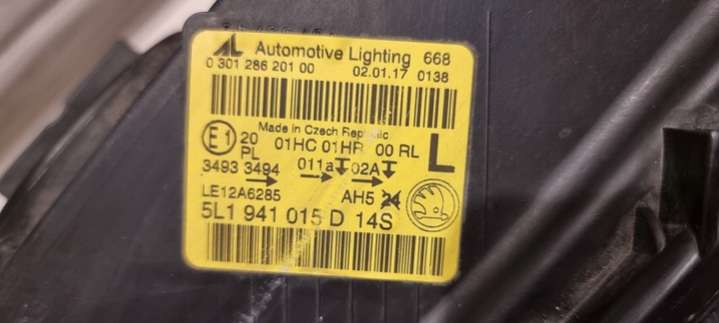 AL Automotive Lighting 668
0 301 286 201 00 02.01.17 0138
Made in Czech Republic
E1 20 01HC 01HR 00 RL L
PL 011a 02A
3493 3494
LE12A6285 AH5 24
5L1 941 015 D 14S